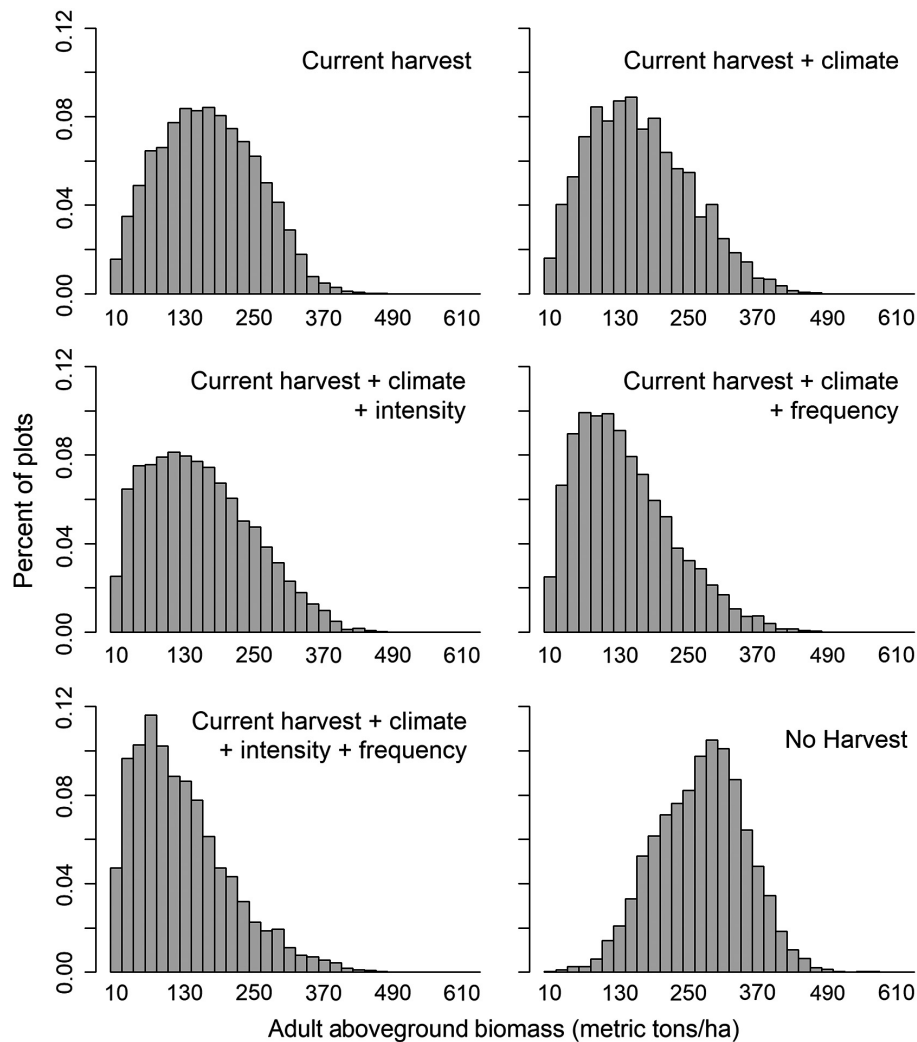 Current harvest
0.00 0.04 0.08 0.12
10 130 250 370 490 610
Current harvest + climate
10 130 250 370 490 610
Current harvest + climate
+ intensity
0.00 0.04 0.08 0.12
10 130 250 370 490 610
Current harvest + climate
+ frequency
10 130 250 370 490 610
Percent of plots
Current harvest + climate
+ intensity + frequency
0.00 0.04 0.08 0.12
10 130 250 370 490 610
No Harvest
10 130 250 370 490 610
Adult aboveground biomass (metric tons/ha)